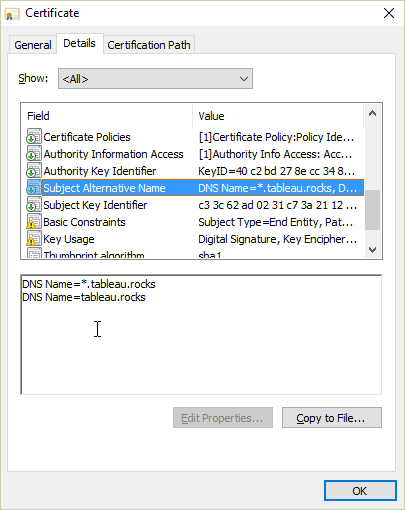 Certificate
General Details Certification Path
Show: <All>
Field Value
Certificate Policies [1]Certificate Policy:Policy Ide...
Authority Information Access [1]Authority Info Access: Acc...
Authority Key Identifier KeyID=40 c2 bd 27 8e cc 34 8...
Subject Alternative Name DNS Name=*.tableau.rocks, D...
Subject Key Identifier c3 3c 62 ad 02 31 c7 3a 21 12 ...
Basic Constraints Subject Type=End Entity, Pat...
Key Usage Digital Signature, Key Encipher...
Thumbprint algorithm sha1
DNS Name=*.tableau.rocks
DNS Name=tableau.rocks
Edit Properties... Copy to File...
OK